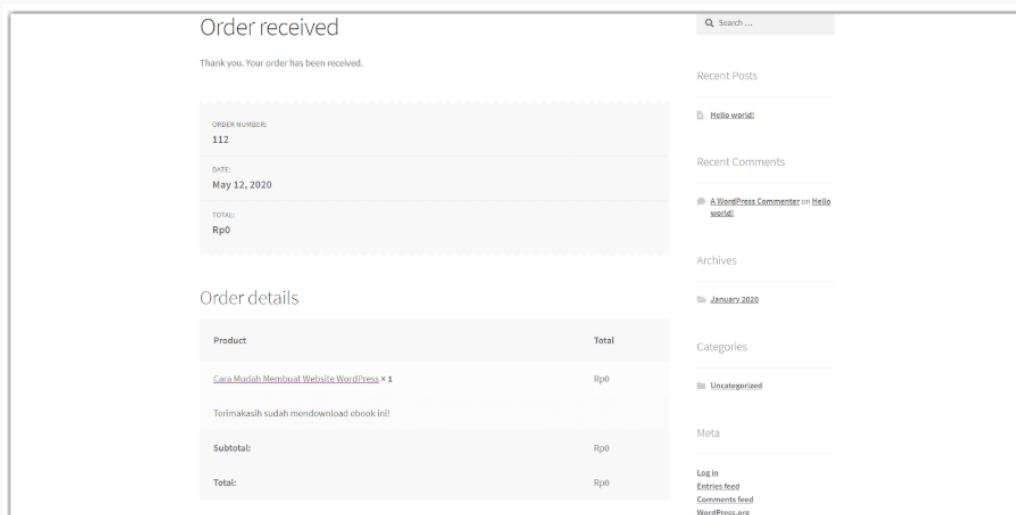 Order received
Thank you. Your order has been received.
ORDER NUMBER:
112
DATE:
May 12, 2020
TOTAL:
Rp0
Order details
Product Total
Cara Mudah Membuat Website WordPress × 1 Rp0
Terimakasih sudah mendownload ebook ini!
Subtotal: Rp0
Total: Rp0
Search …
Recent Posts
Hello world!
Recent Comments
A WordPress Commenter on Hello
world!
Archives
January 2020
Categories
Uncategorized
Meta
Log in
Entries feed
Comments feed
WordPress.org